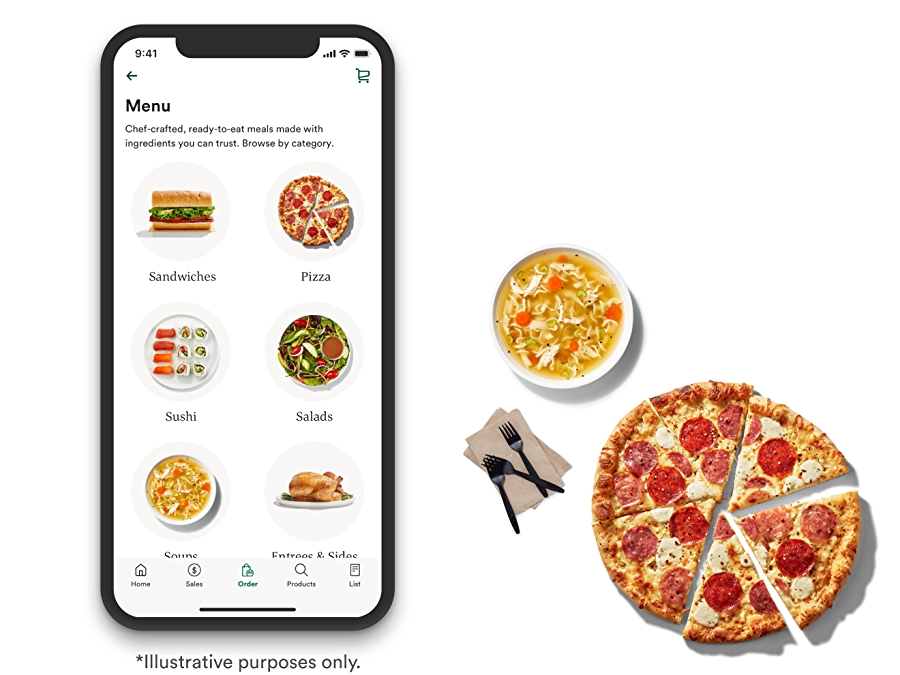 9:41
Menu
Chef-crafted, ready-to-eat meals made with
ingredients you can trust. Browse by category.
Sandwiches
Pizza
Sushi
Salads
Soups
Entrees & Sides
Home
Sales
Order
Products
List
*Illustrative purposes only.